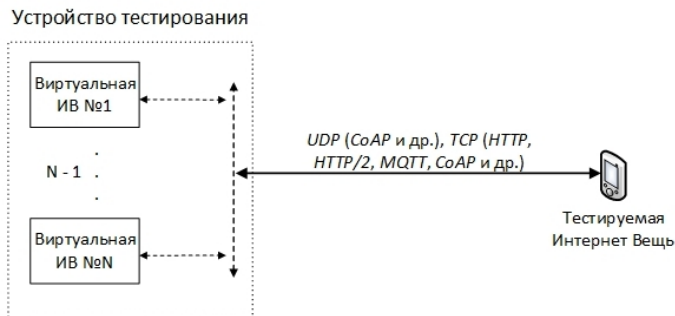 Устройство тестирования
Виртуальная
ИВ №1
N - 1
Виртуальная
ИВ №N
UDP (CoAP и др.), TCP (HTTP,
HTTP/2, MQTT, CoAP и др.)
Тестируемая
Интернет Вещь